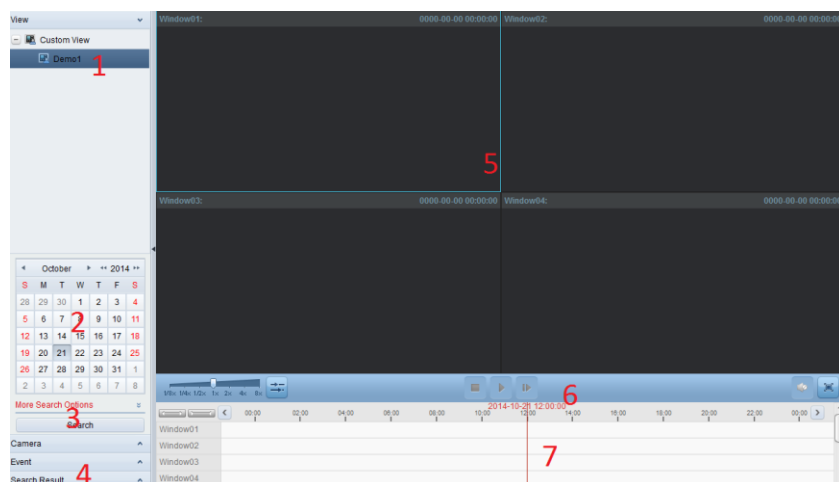 View
Custom View
Demo1
1
Window01: 0000-00-00 00:00:00
Window02: 0000-00-00 00:00:00
5
Window03: 0000-00-00 00:00:00
Window04: 0000-00-00 00:00:00
October 2014
S M T W T F S
28 29 30 1 2 3 4
5 6 7 8 9 10 11
2
12 13 14 15 16 17 18
19 20 21 22 23 24 25
26 27 28 29 30 31 1
2 3 4 5 6 7 8
More Search Options
3
Search
Camera
Event
4
Search Result
1/8x 1/4x 1/2x 1x 2x 4x 8x
6
2014-10-21 12:00:00
00:00 02:00 04:00 06:00 08:00 10:00 12:00 14:00 16:00 18:00 20:00 22:00 00:00
Window01
Window02
Window03
Window04
7